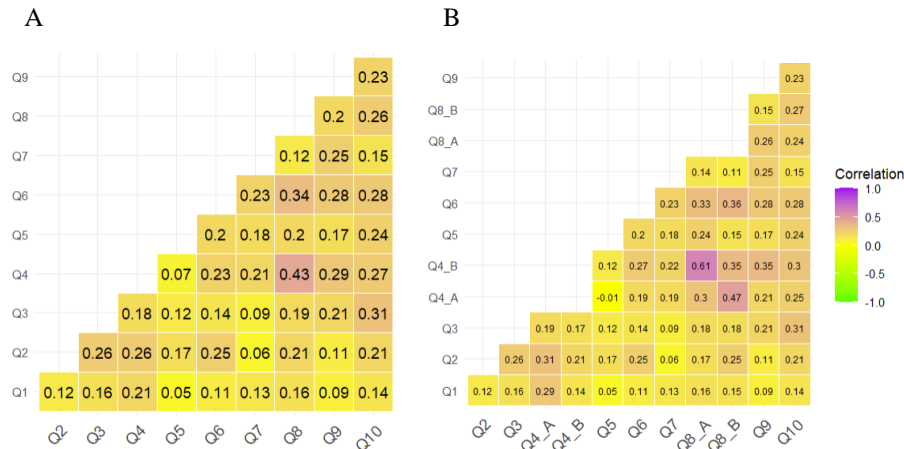 A
Q9 0.23
Q8 0.2 0.26
Q7 0.12 0.25 0.15
Q6 0.23 0.34 0.28 0.28
Q5 0.2 0.18 0.2 0.17 0.24
Q4 0.07 0.23 0.21 0.43 0.29 0.27
Q3 0.18 0.12 0.14 0.09 0.19 0.21 0.31
Q2 0.26 0.26 0.17 0.25 0.06 0.21 0.11 0.21
Q1 0.12 0.16 0.21 0.05 0.11 0.13 0.16 0.09 0.14
Q2 Q3 Q4 Q5 Q6 Q7 Q8 Q9 Q10
B
Q9 0.23
Q8_B 0.15 0.27
Q8_A 0.26 0.24
Q7 0.14 0.11 0.25 0.15
Q6 0.23 0.33 0.36 0.28 0.28
Q5 0.2 0.18 0.24 0.15 0.17 0.24
Q4_B 0.12 0.27 0.22 0.61 0.35 0.35 0.3
Q4_A -0.01 0.19 0.19 0.3 0.47 0.21 0.25
Q3 0.19 0.17 0.12 0.14 0.09 0.18 0.18 0.21 0.31
Q2 0.26 0.31 0.21 0.17 0.25 0.06 0.17 0.25 0.11 0.21
Q1 0.12 0.16 0.29 0.14 0.05 0.11 0.13 0.16 0.15 0.09 0.14
Q2 Q3 Q4_A Q4_B Q5 Q6 Q7 Q8_A Q8_B Q9 Q10
Correlation
1.0
0.5
0.0
-0.5
-1.0